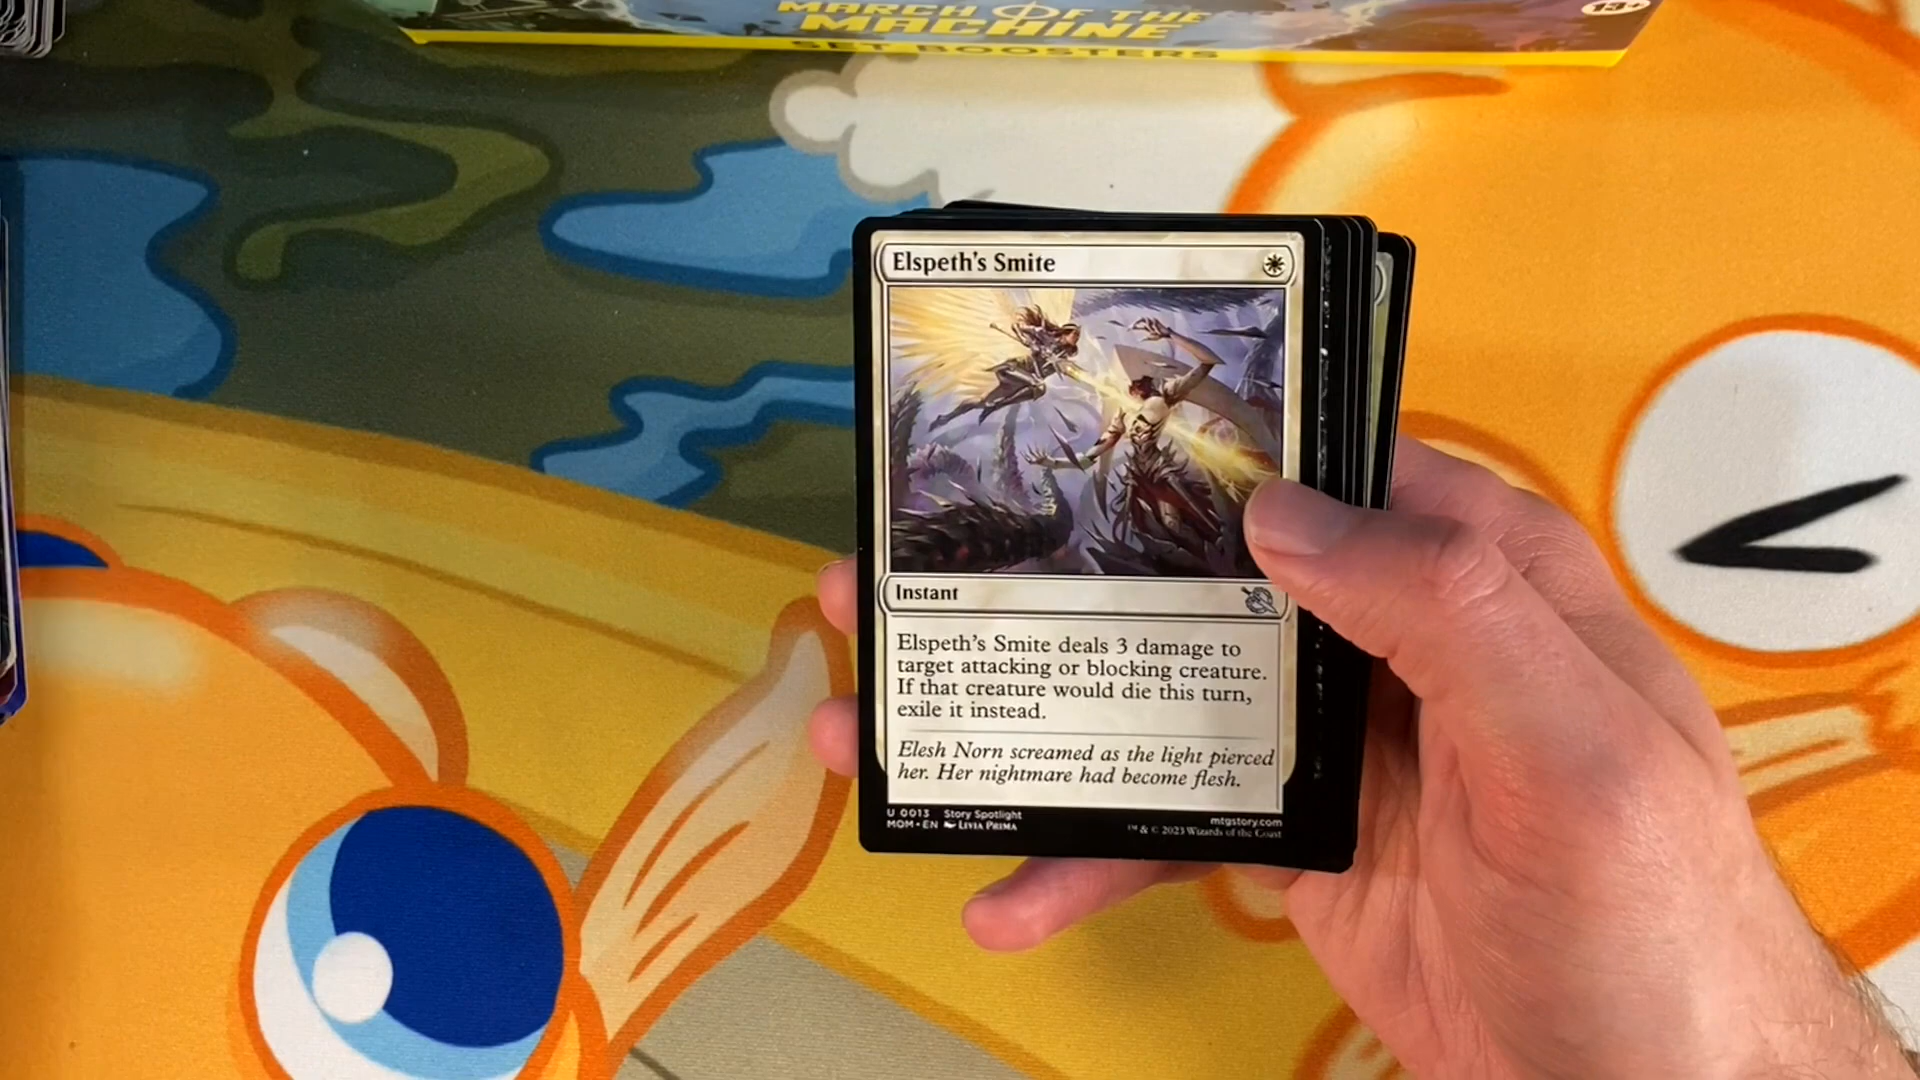 MARCH OF THE
MACHINE
SET BOOSTERS
13+
Elspeth's Smite
Instant
Elspeth's Smite deals 3 damage to
target attacking or blocking creature.
If that creature would die this turn,
exile it instead.
Elesh Norn screamed as the light pierced
her. Her nightmare had become flesh.
U 0013 Story Spotlight
mtgstory.com
MOM • EN LIVIA PRIMA
™ & © 2023 Wizards of the Coast